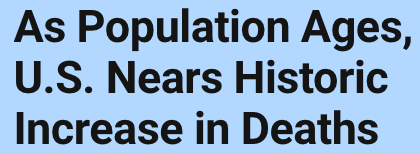 As Population Ages,
U.S. Nears Historic
Increase in Deaths